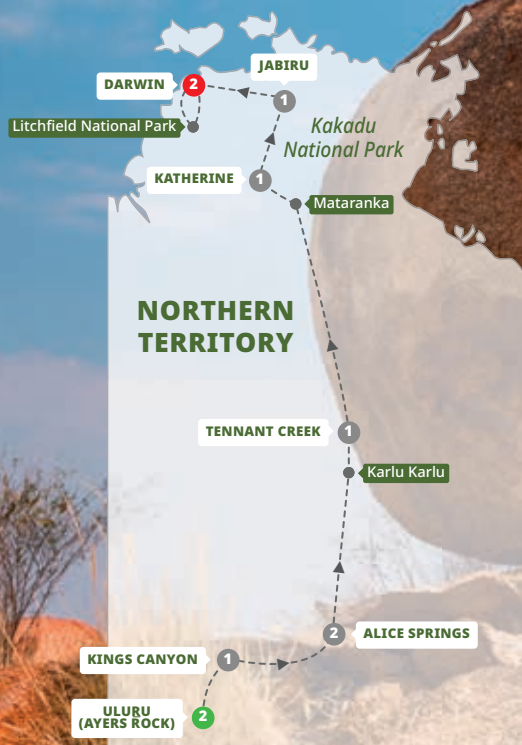 JABIRU
1
DARWIN
2
Litchfield National Park
Kakadu
National Park
KATHERINE
1
Mataranka
NORTHERN
TERRITORY
TENNANT CREEK
1
Karlu Karlu
2
ALICE SPRINGS
KINGS CANYON
1
ULURU
(AYERS ROCK)
2